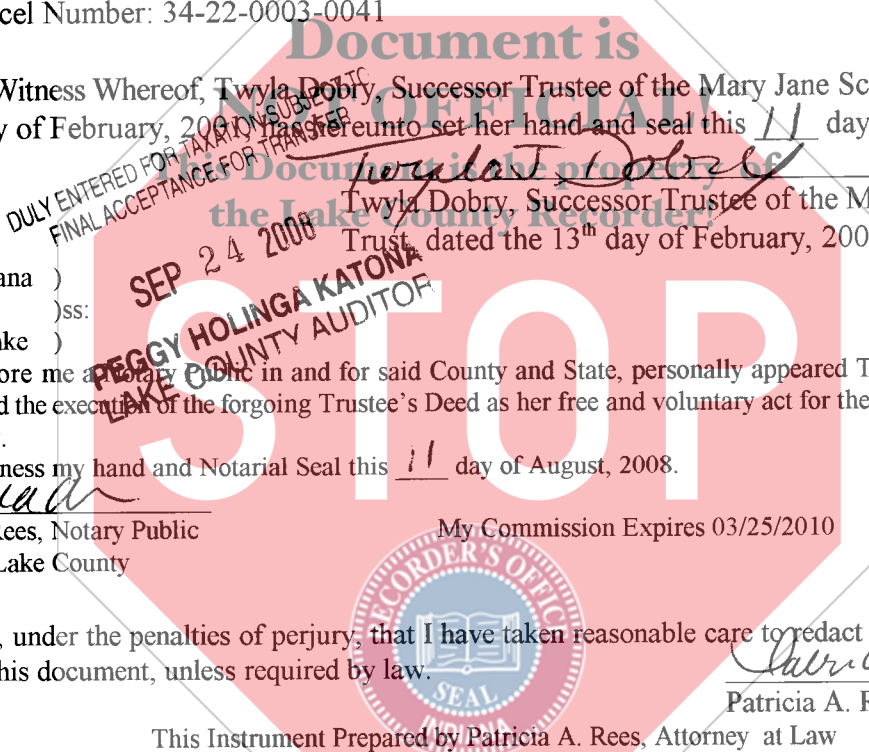 cel Number: 34-22-0003-0041
Document is
NOT OFFICIAL!
Witness Whereof, Twyla Dobry, Successor Trustee of the Mary Jane Sc
y of February, 2001, has hereunto set her hand and seal this 11 day
This Document is the property of
the Lake County Recorder!
Twyla T. Dobry
Twyla Dobry, Successor Trustee of the M
Trust, dated the 13th day of February, 200
DULY ENTERED FOR TAXATION SUBJECT TO
FINAL ACCEPTANCE FOR TRANSFER
SEP 24 2008
PEGGY HOLINGA KATONA
LAKE COUNTY AUDITOR
ana )
)ss:
ke )
STOP
ore me a Notary Public in and for said County and State, personally appeared T
d the execution of the forgoing Trustee's Deed as her free and voluntary act for the
.
ness my hand and Notarial Seal this 11 day of August, 2008.
Rees, Notary Public
My Commission Expires 03/25/2010
Lake County
RECORDER'S OFFICE
SEAL
INDIANA
, under the penalties of perjury, that I have taken reasonable care to redact
his document, unless required by law.
Patricia A. R
This Instrument Prepared by Patricia A. Rees, Attorney at Law